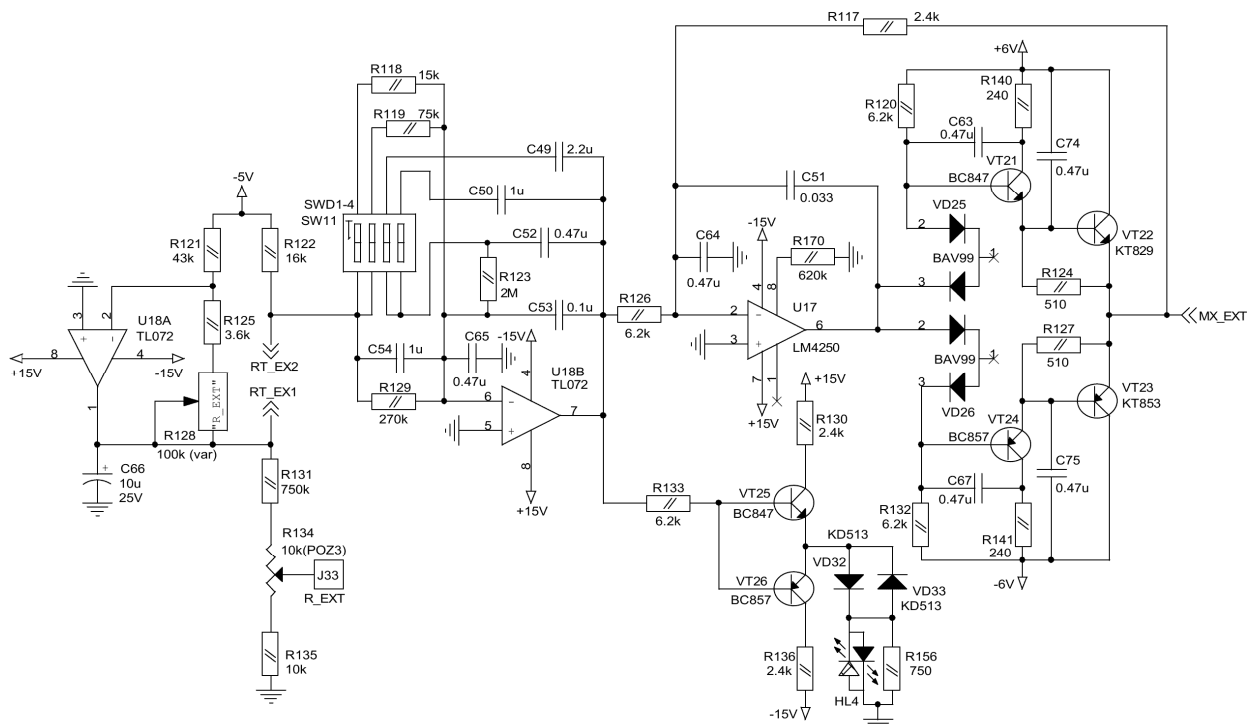 R117 2.4k
+6V
R118 15k
R119 75k
C49 2.2u
C50 1u
SWD1-4
SW11
C52 0.47u
R123
2M
C53 0.1u
R120
6.2k
R140
240
C63
0.47u
C74
0.47u
VT21
BC847
VD25
VT22
KT829
C51
0.033
2
1
BAV99
3
R124
510
-5V
R121
43k
R122
16k
-15V
C64
0.47u
R170
620k
4
8
U17
LM4250
2
3
6
7
1
+15V
R126
6.2k
MX_EXT
2
1
BAV99
3
VD26
R127
510
VT23
KT853
VT24
BC857
C75
0.47u
C67
0.47u
R132
6.2k
R141
240
-6V
U18A
TL072
3
2
8
4
1
+15V
-15V
R125
3.6k
RT_EX2
RT_EX1
"R_EXT"
R128
100k (var)
C66
10u
25V
C54 1u
C65
0.47u
-15V
4
U18B
TL072
R129
270k
6
5
7
8
+15V
R131
750k
R134
10k(POZ3)
J33
R_EXT
R135
10k
R133
6.2k
+15V
R130
2.4k
VT25
BC847
VT26
BC857
KD513
VD32
VD33
KD513
R136
2.4k
-15V
HL4
R156
750